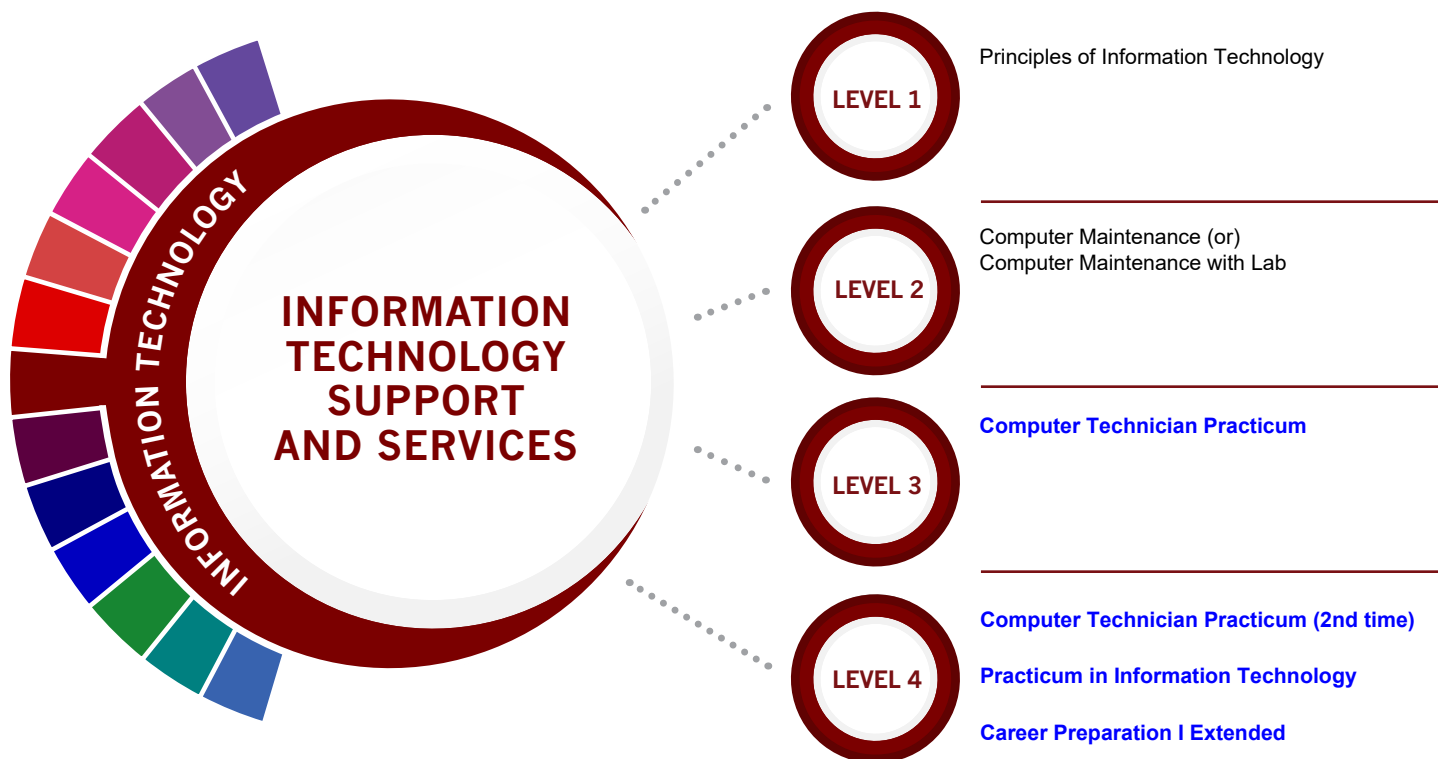 INFORMATION TECHNOLOGY
INFORMATION
TECHNOLOGY
SUPPORT
AND SERVICES
LEVEL 1
Principles of Information Technology
LEVEL 2
Computer Maintenance (or)
Computer Maintenance with Lab
LEVEL 3
Computer Technician Practicum
LEVEL 4
Computer Technician Practicum (2nd time)
Practicum in Information Technology
Career Preparation I Extended